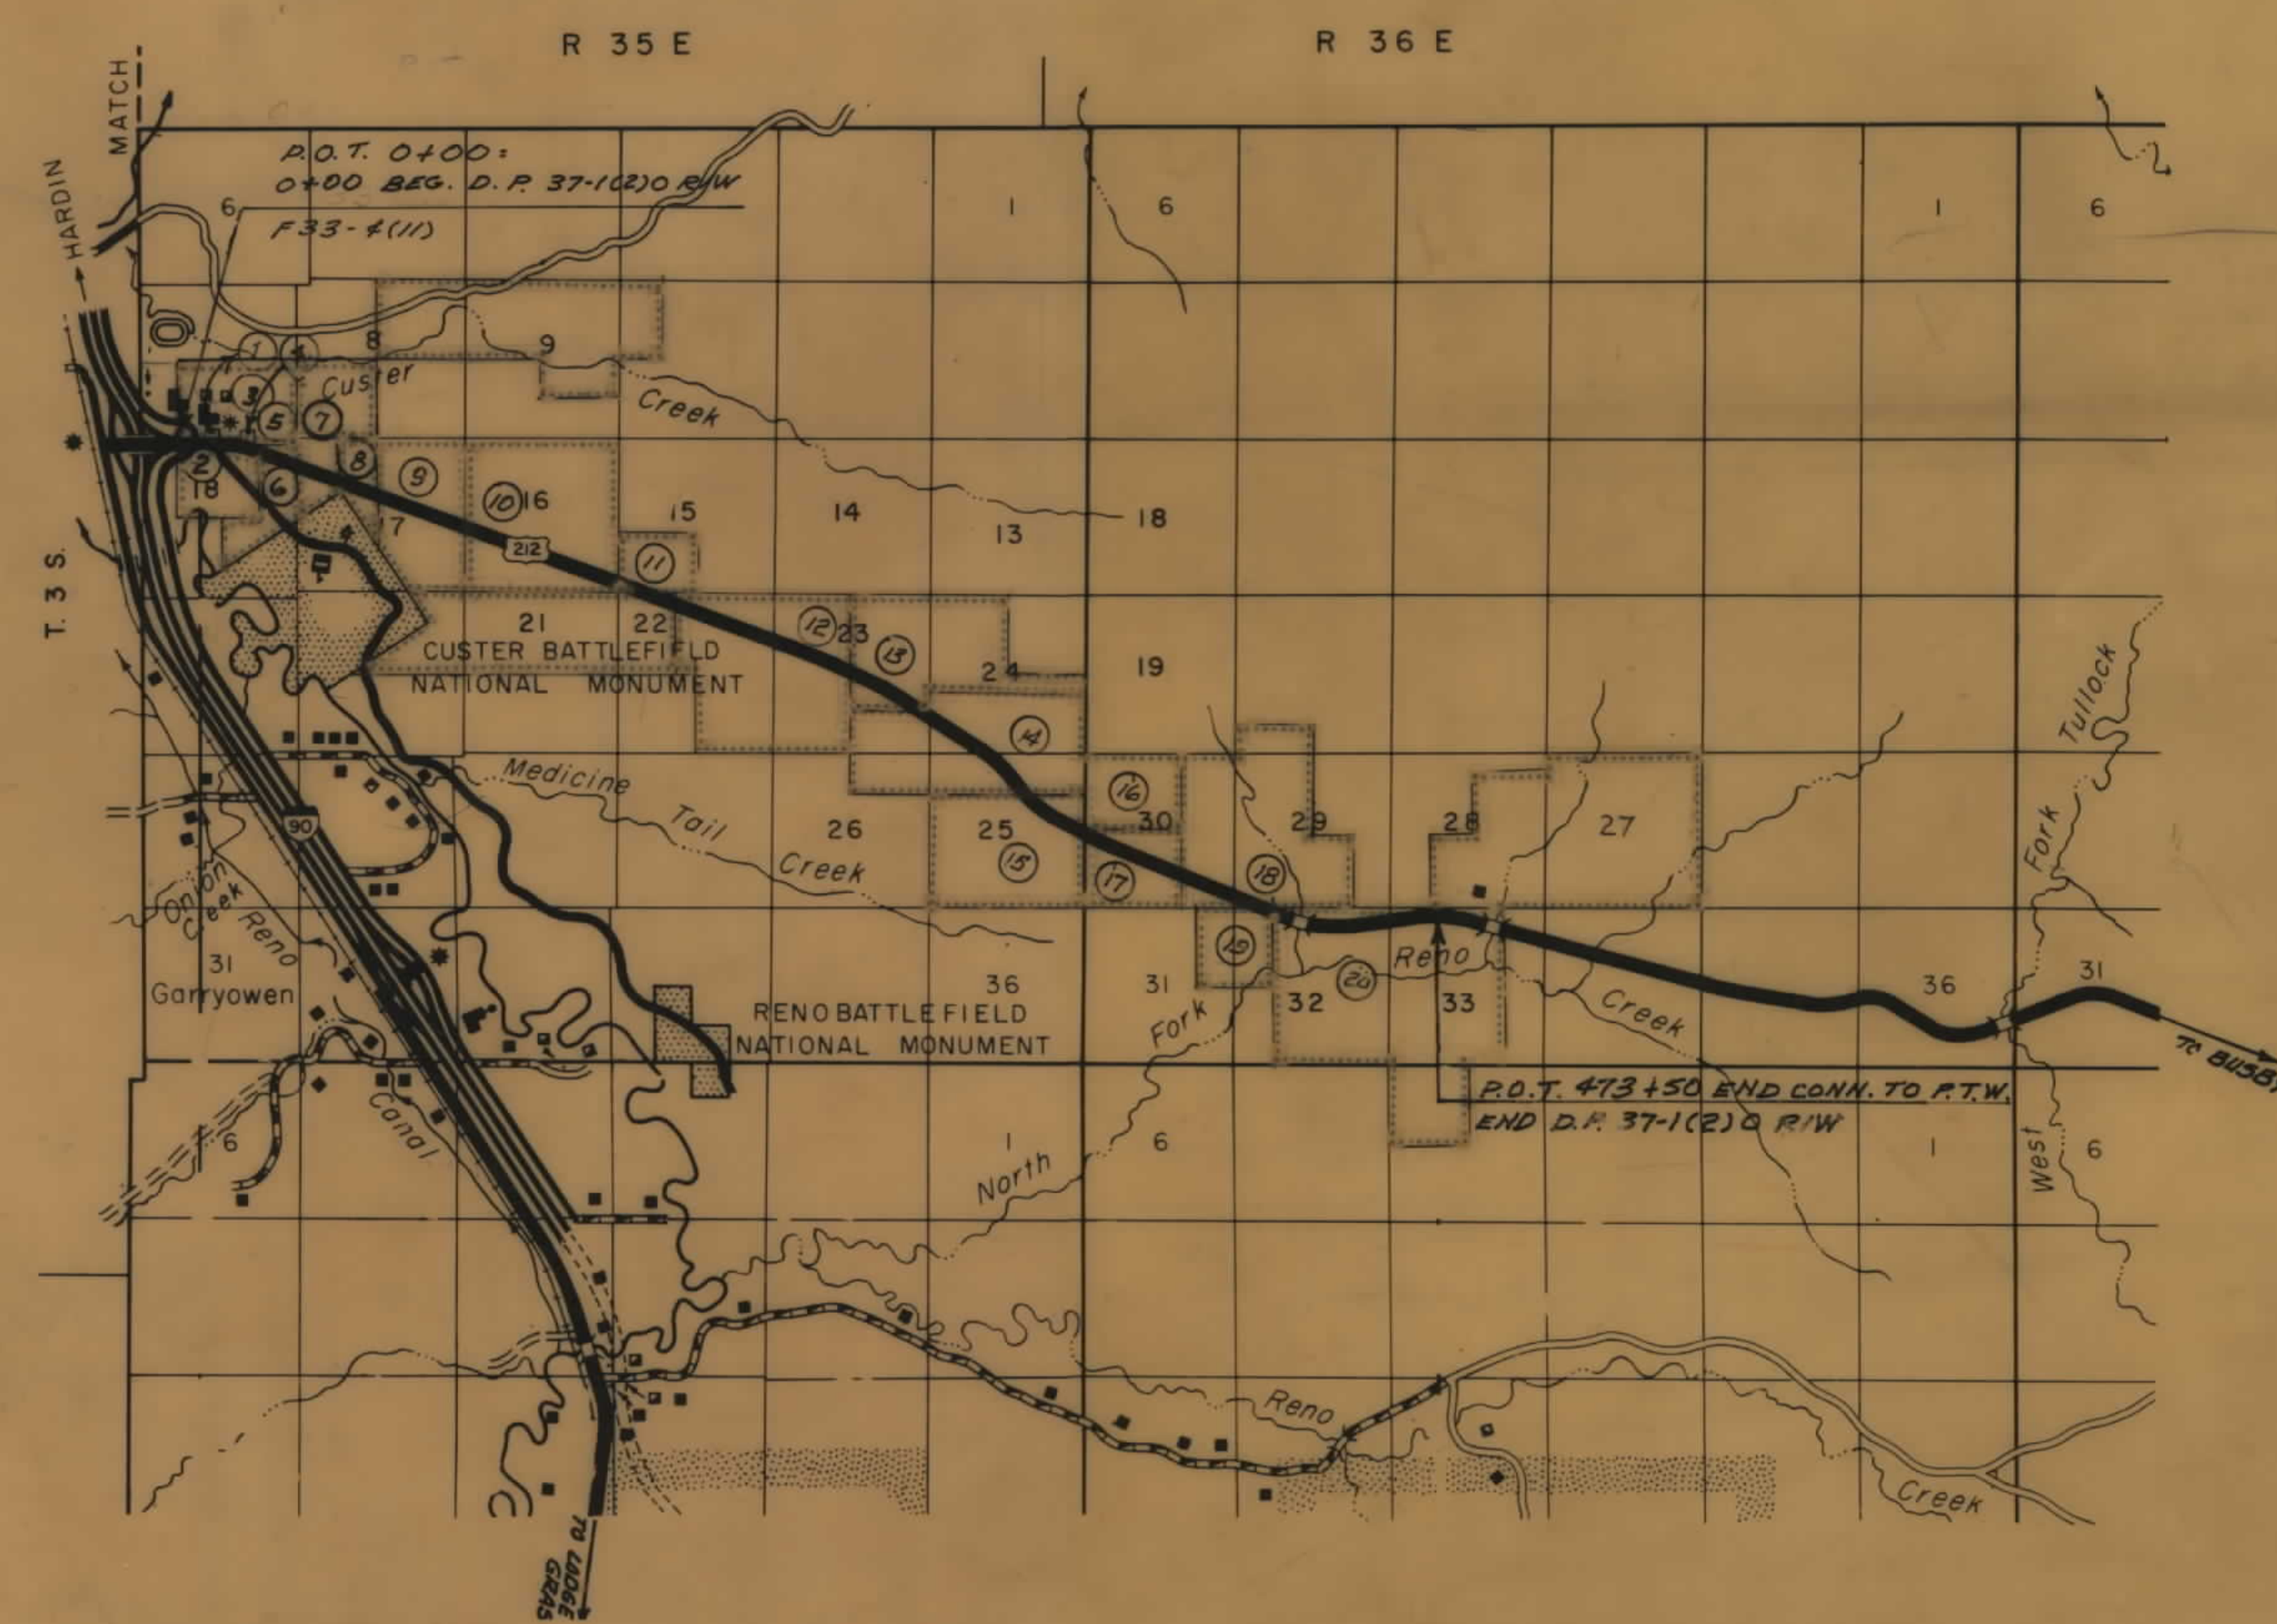 R 35 E
R 36 E
MATCH
HARDIN
P.O.T. 0+00=
0+00 BEG. D.P. 37-1(2)0 R/W
F33-4(11)
6
1
6
1
6
8
9
1
4
7
3
Custer
Creek
5
7
2
18
6
8
9
10
16
15
14
13
18
17
212
11
T. 3 S.
21
22
12
23
13
24
19
CUSTER BATTLEFIELD
NATIONAL MONUMENT
14
Medicine
Tail
Creek
90
26
25
15
16
30
17
29
18
28
27
West
Fork
Tullock
Onion
Creek
Reno
Canal
31
Garryowen
36
31
19
32
20
33
36
31
RENO BATTLEFIELD
NATIONAL MONUMENT
North
Fork
Reno
Creek
TO BUSBY
P.O.T. 473+50 END CONN. TO P.T.W.
END D.P. 37-1(2)0 R/W
6
1
6
1
6
Reno
Creek
TO LODGE
GRAS